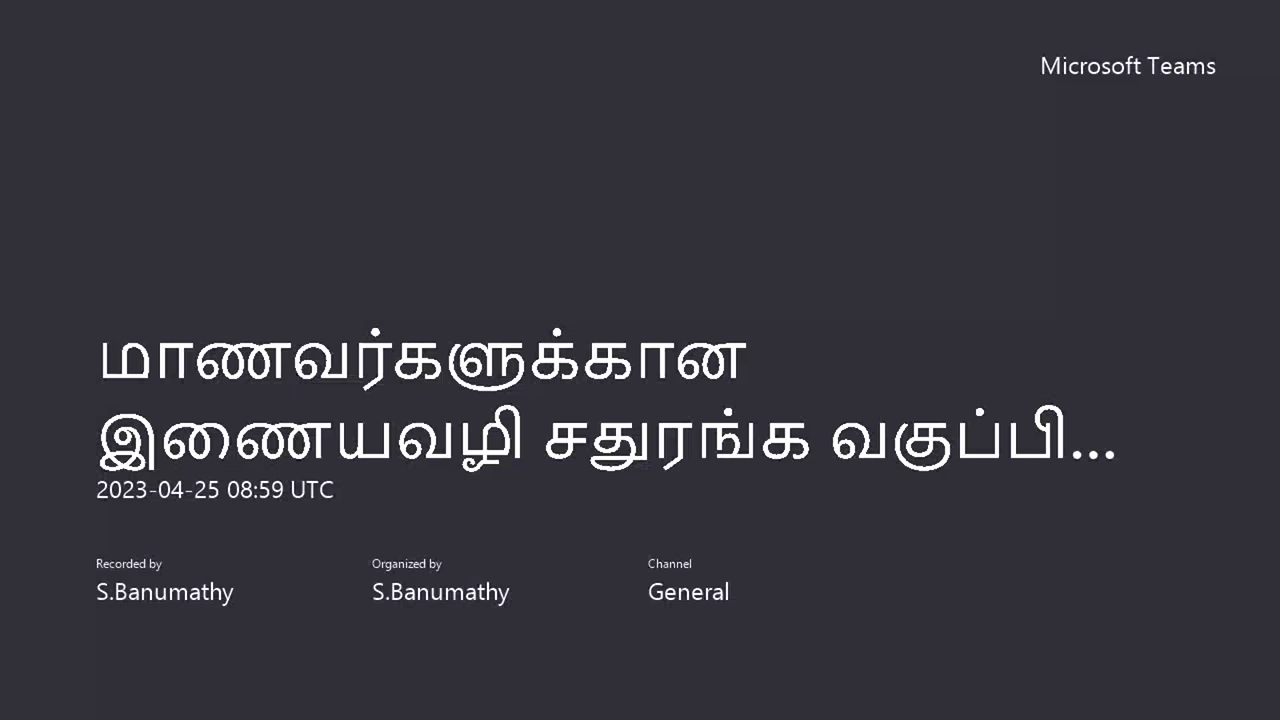 Microsoft Teams
மாணவர்களுக்கான
இணையவழி சதுரங்க வகுப்பி...
2023-04-25 08:59 UTC
Recorded by Organized by Channel
S.Banumathy S.Banumathy General